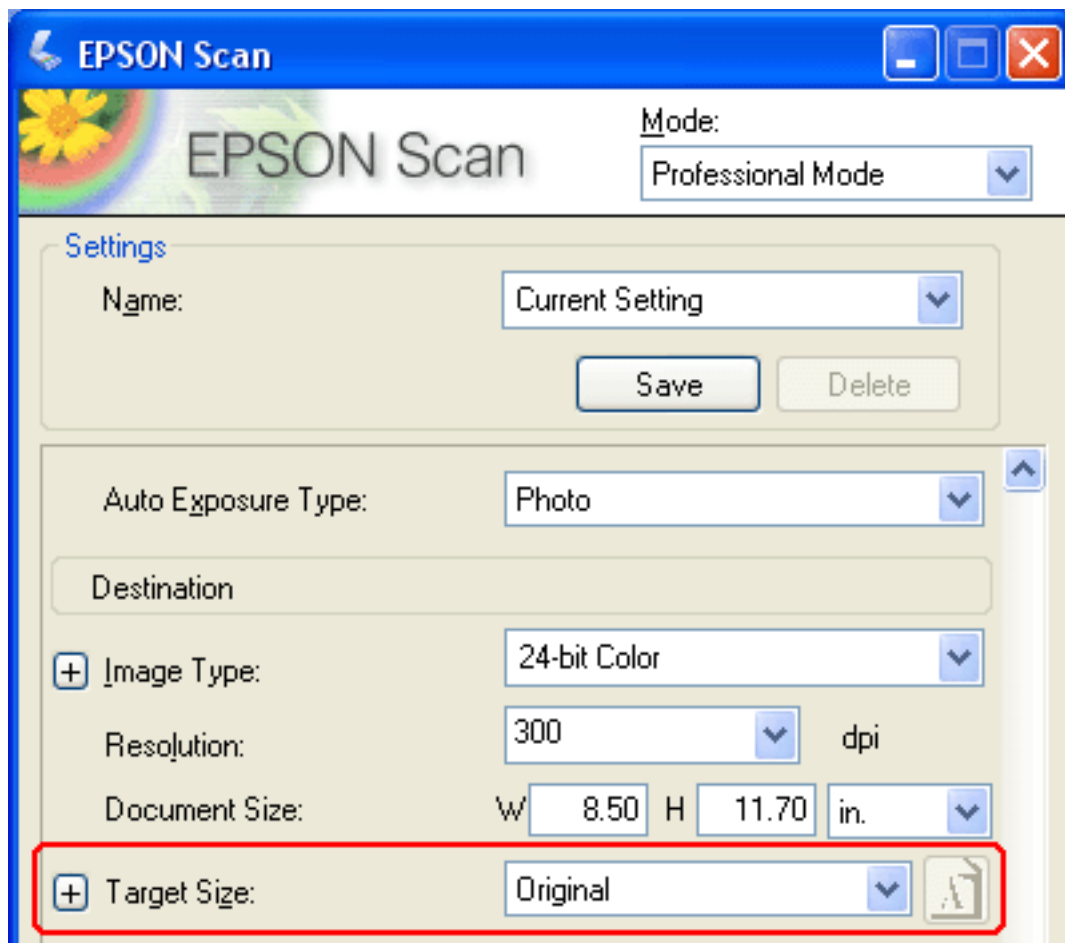 EPSON Scan
EPSON Scan
Mode:
Professional Mode
Settings
Name: Current Setting
Save Delete
Auto Exposure Type: Photo
Destination
Image Type: 24-bit Color
Resolution: 300 dpi
Document Size: W 8.50 H 11.70 in.
Target Size: Original A